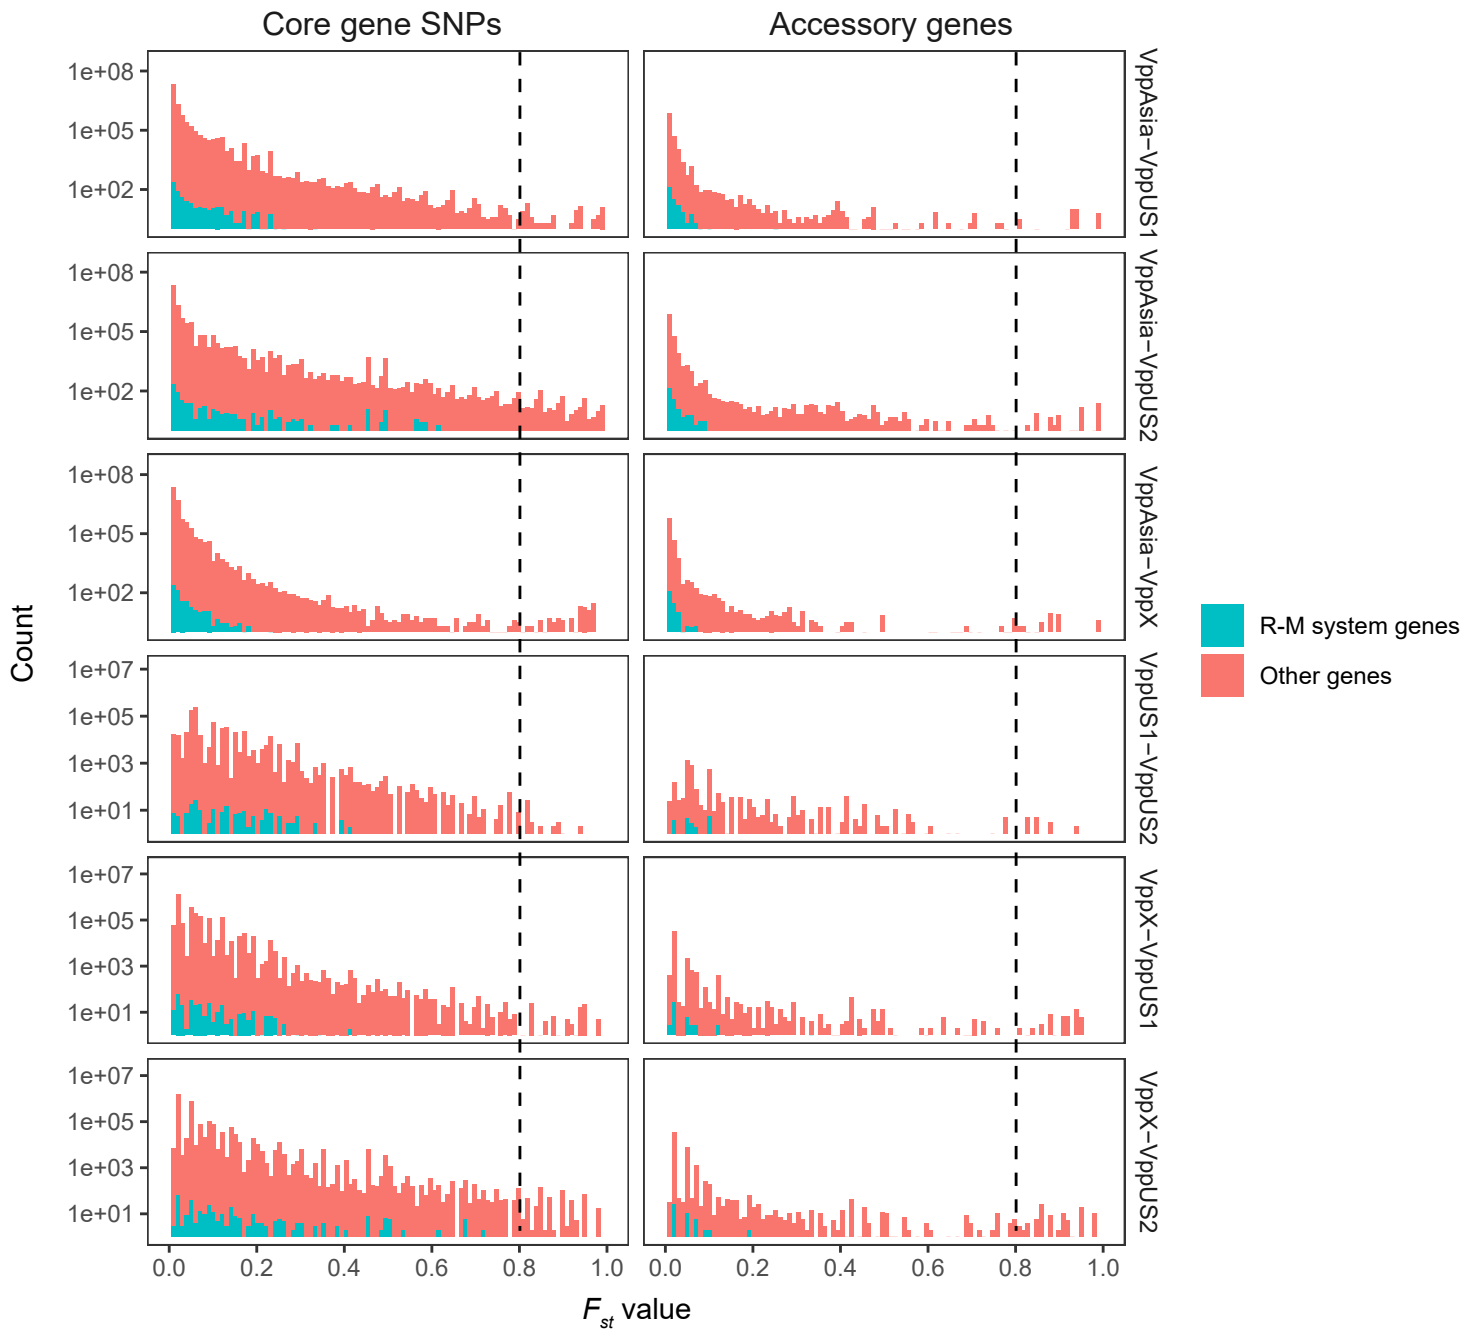 Core gene SNPs
Accessory genes
1e+08
1e+05
1e+02
VppAsia−VppUS1
1e+08
1e+05
1e+02
VppAsia−VppUS2
1e+08
1e+05
1e+02
VppAsia−VppX
1e+07
1e+05
1e+03
1e+01
VppUS1−VppUS2
1e+07
1e+05
1e+03
1e+01
VppX−VppUS1
1e+07
1e+05
1e+03
1e+01
VppX−VppUS2
0.0 0.2 0.4 0.6 0.8 1.0
0.0 0.2 0.4 0.6 0.8 1.0
Fst value
Count
R-M system genes
Other genes